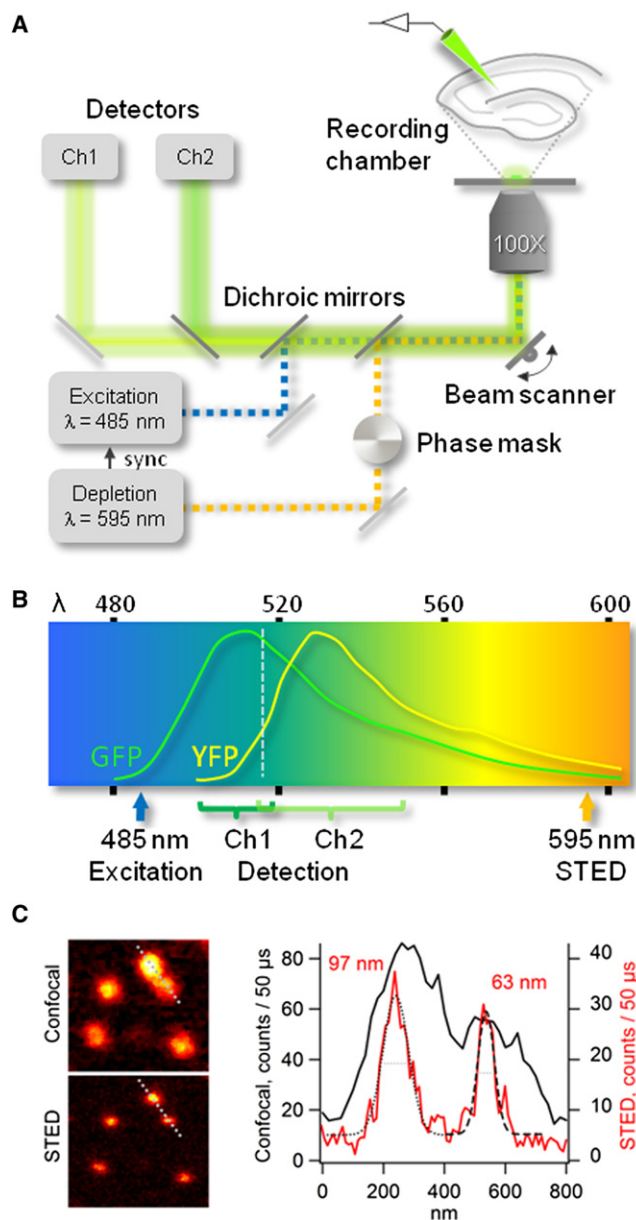 A
Detectors
Ch1
Ch2
Recording
chamber
100X
Dichroic mirrors
Beam scanner
Excitation
λ = 485 nm
sync
Phase mask
Depletion
λ = 595 nm
B
λ 480 520 560 600
GFP
YFP
485 nm Ch1 Ch2 595 nm
Excitation Detection STED
C
Confocal
STED
Confocal, counts / 50 µs
80
60
40
20
0
97 nm
63 nm
40
30
20
10
0
STED, counts / 50 µs
0 200 400 600 800
nm